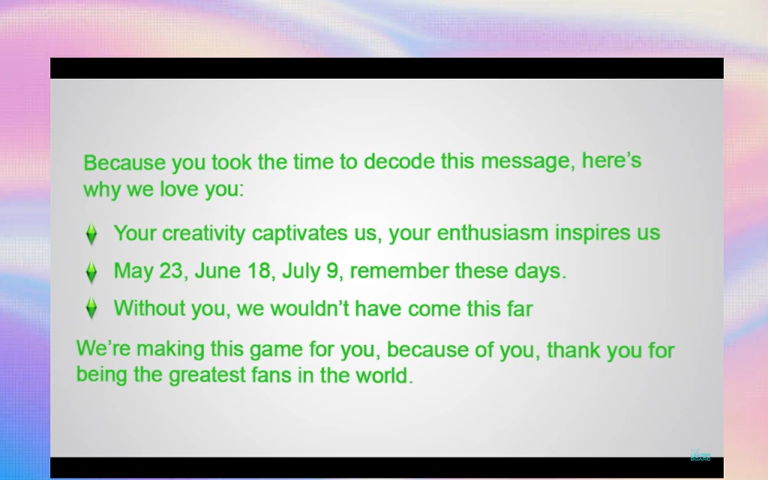 Because you took the time to decode this message, here's
why we love you:
Your creativity captivates us, your enthusiasm inspires us
May 23, June 18, July 9, remember these days.
Without you, we wouldn't have come this far
We're making this game for you, because of you, thank you for
being the greatest fans in the world.
BOARD